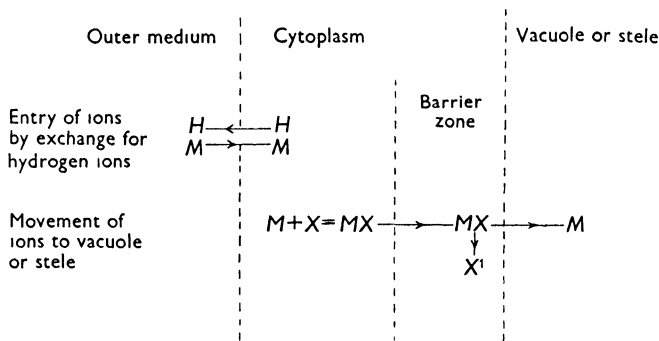 Outer medium
Cytoplasm
Vacuole or stele
Barrier
zone
Entry of ions
by exchange for
hydrogen ions
H H
M M
Movement of
ions to vacuole
or stele
M+X=MX MX M
X¹